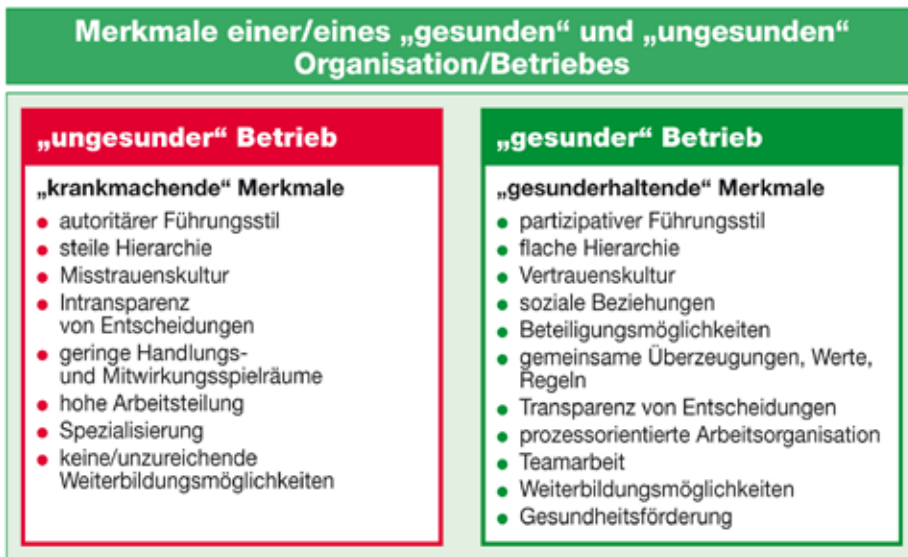 Merkmale einer/eines „gesunden“ und „ungesunden“
Organisation/Betriebes
„ungesunder“ Betrieb
„krankmachende“ Merkmale
• autoritärer Führungsstil
• steile Hierarchie
• Misstrauenskultur
• Intransparenz
von Entscheidungen
• geringe Handlungs-
und Mitwirkungsspielräume
• hohe Arbeitsteilung
• Spezialisierung
• keine/unzureichende
Weiterbildungsmöglichkeiten
„gesunder“ Betrieb
„gesunderhaltende“ Merkmale
• partizipativer Führungsstil
• flache Hierarchie
• Vertrauenskultur
• soziale Beziehungen
• Beteiligungsmöglichkeiten
• gemeinsame Überzeugungen, Werte,
Regeln
• Transparenz von Entscheidungen
• prozessorientierte Arbeitsorganisation
• Teamarbeit
• Weiterbildungsmöglichkeiten
• Gesundheitsförderung